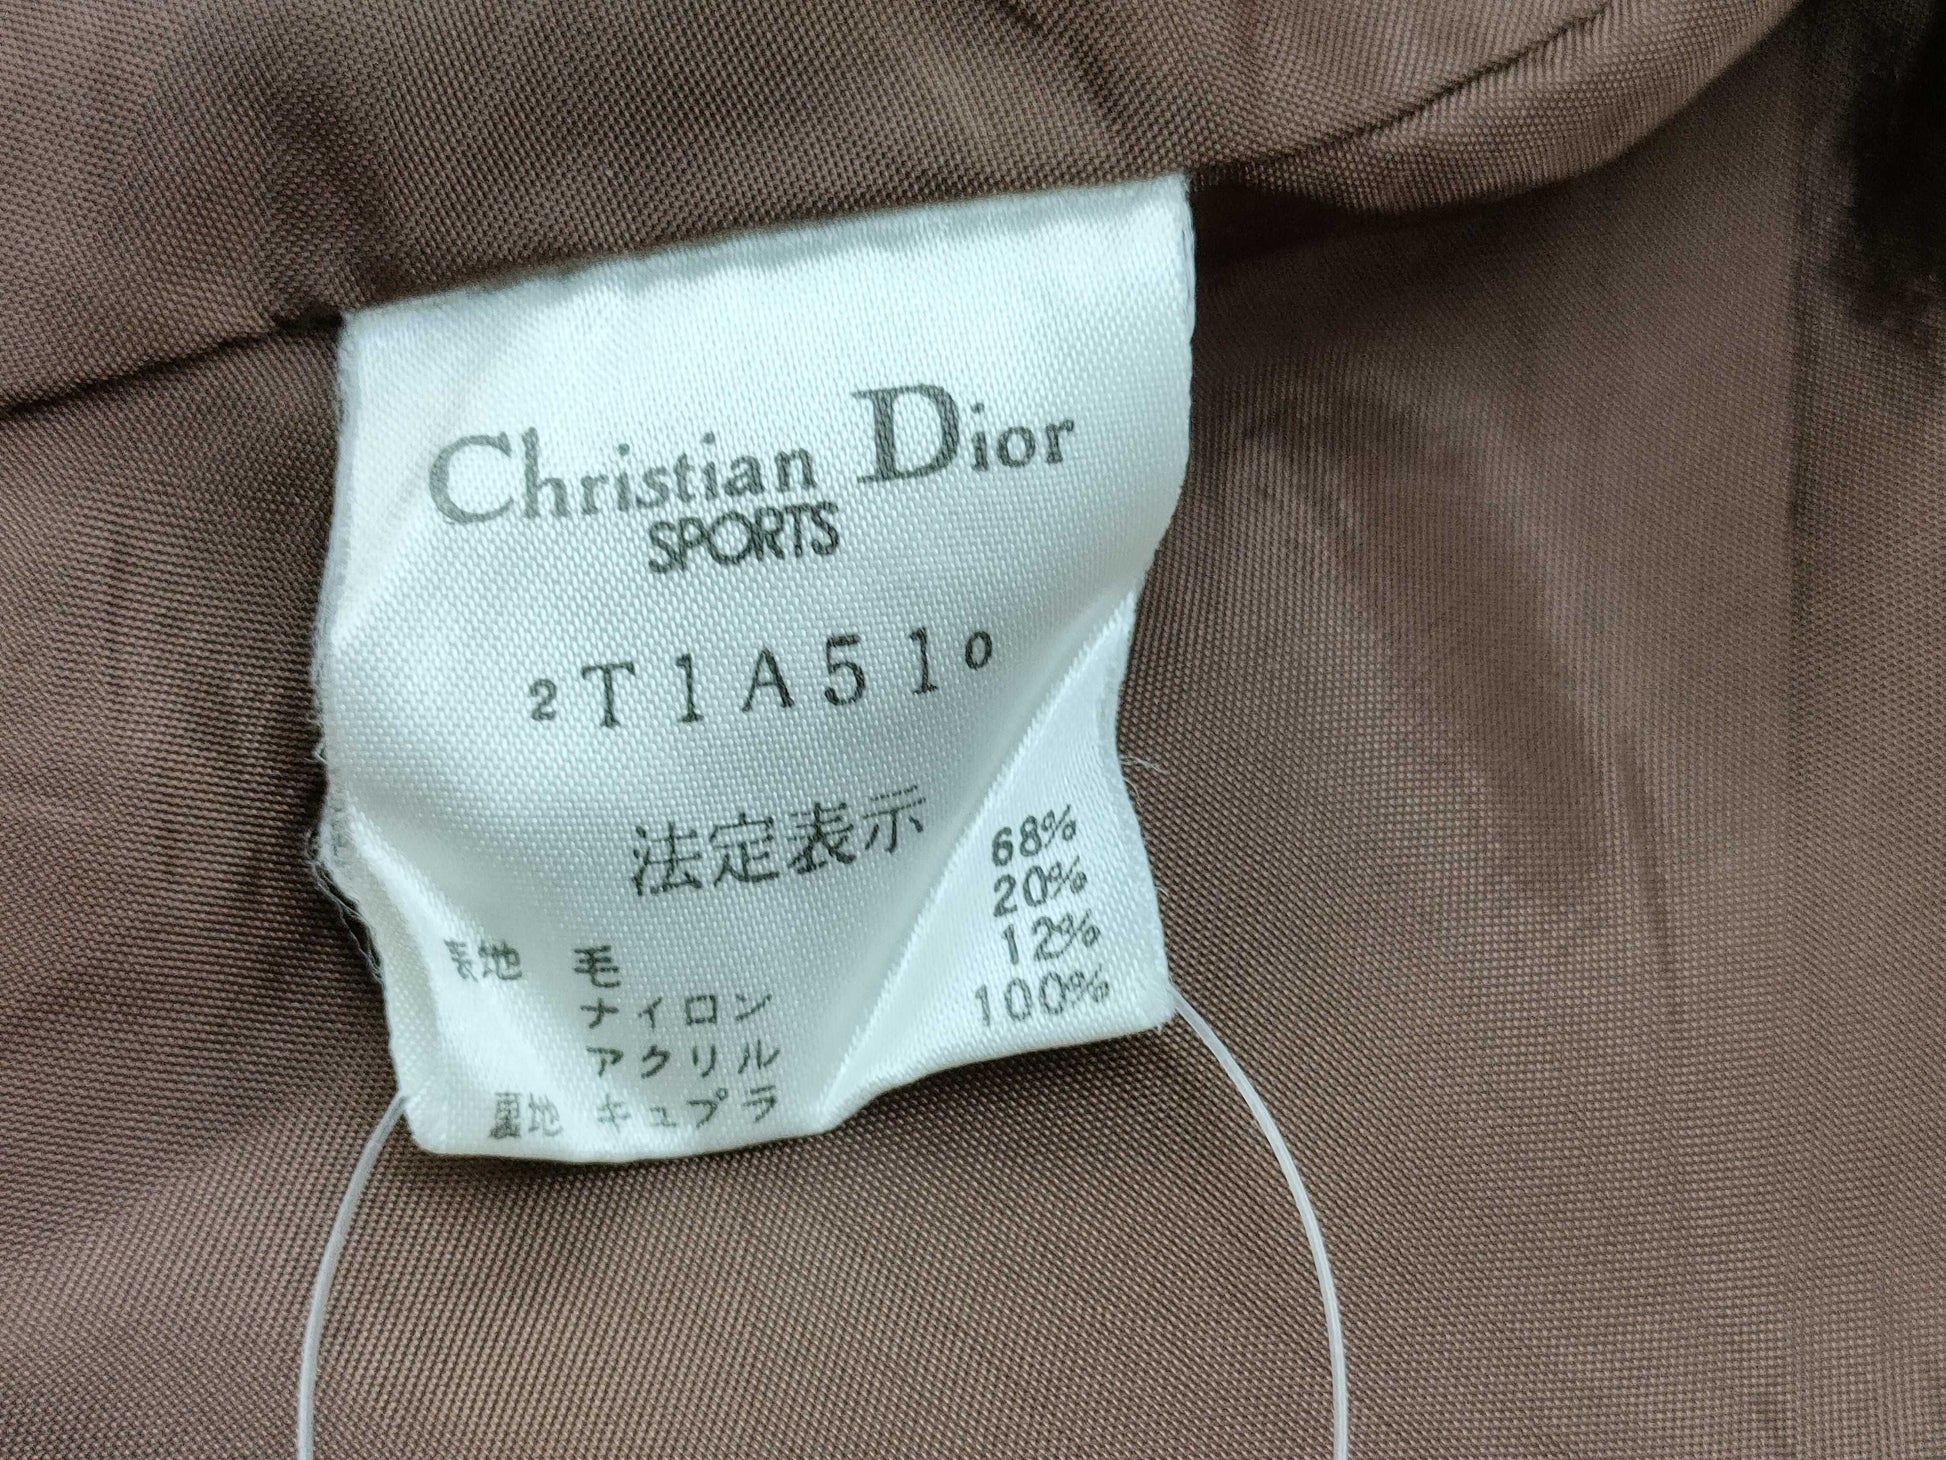 Christian Dior
SPORTS
2T1A510
法定表示
表地 毛 68%
ナイロン 20%
アクリル 12%
裏地 キュプラ 100%